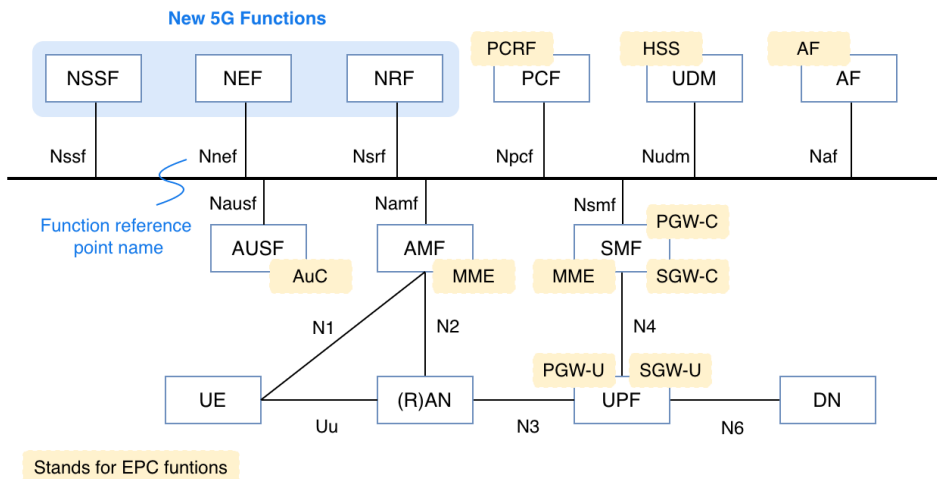 New 5G Functions
PCRF
HSS
AF
NSSF
NEF
NRF
PCF
UDM
AF
Nssf
Nnef
Nsrf
Npcf
Nudm
Naf
Function reference
point name
Nausf
Namf
Nsmf
PGW-C
AUSF
AMF
SMF
AuC
MME
MME
SGW-C
N1
N2
N4
PGW-U
SGW-U
UE
(R)AN
UPF
DN
Uu
N3
N6
Stands for EPC funtions